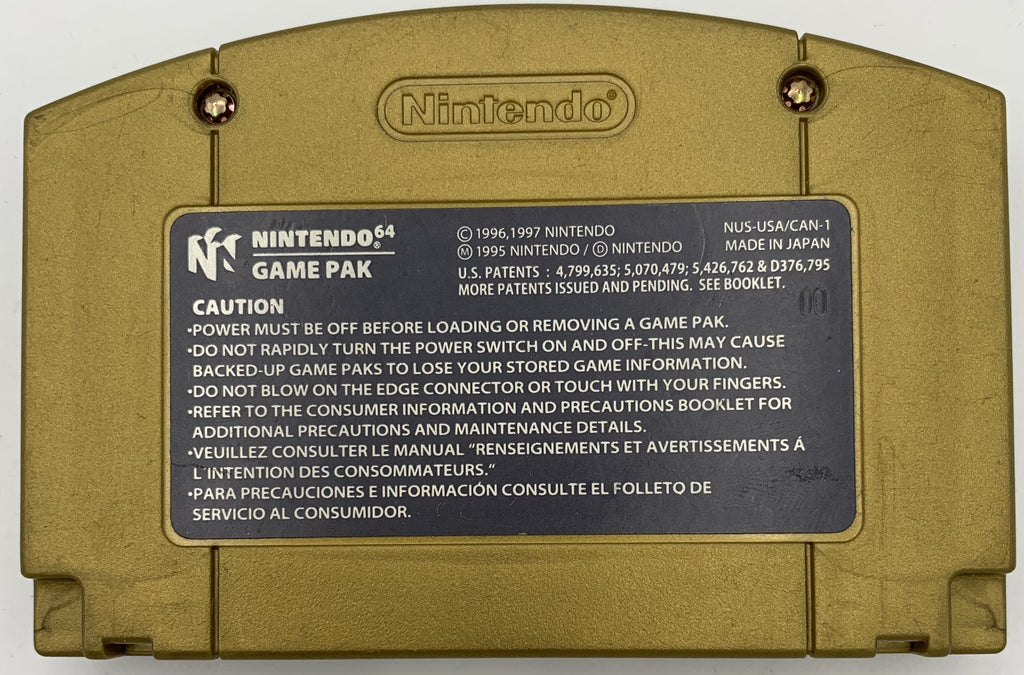 Nintendo®
NINTENDO®64
GAME PAK
© 1996,1997 NINTENDO
Ⓜ 1995 NINTENDO / Ⓓ NINTENDO
NUS-USA/CAN-1
MADE IN JAPAN
U.S. PATENTS : 4,799,635; 5,070,479; 5,426,762 & D376,795
MORE PATENTS ISSUED AND PENDING. SEE BOOKLET.
00
CAUTION
•POWER MUST BE OFF BEFORE LOADING OR REMOVING A GAME PAK.
•DO NOT RAPIDLY TURN THE POWER SWITCH ON AND OFF-THIS MAY CAUSE
BACKED-UP GAME PAKS TO LOSE YOUR STORED GAME INFORMATION.
•DO NOT BLOW ON THE EDGE CONNECTOR OR TOUCH WITH YOUR FINGERS.
•REFER TO THE CONSUMER INFORMATION AND PRECAUTIONS BOOKLET FOR
ADDITIONAL PRECAUTIONS AND MAINTENANCE DETAILS.
•VEUILLEZ CONSULTER LE MANUAL "RENSEIGNEMENTS ET AVERTISSEMENTS Á
L'INTENTION DES CONSOMMATEURS."
•PARA PRECAUCIONES E INFORMACIÓN CONSULTE EL FOLLETO DE
SERVICIO AL CONSUMIDOR.